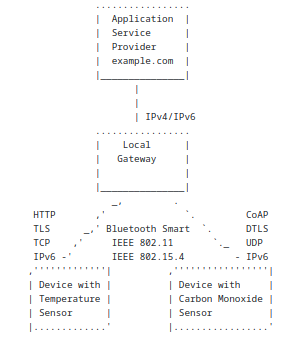 Application
Service
Provider
example.com
IPv4/IPv6
Local
Gateway
HTTP CoAP
TLS Bluetooth Smart DTLS
TCP IEEE 802.11 UDP
IPv6 IEEE 802.15.4 IPv6
Device with Device with
Temperature Carbon Monoxide
Sensor Sensor